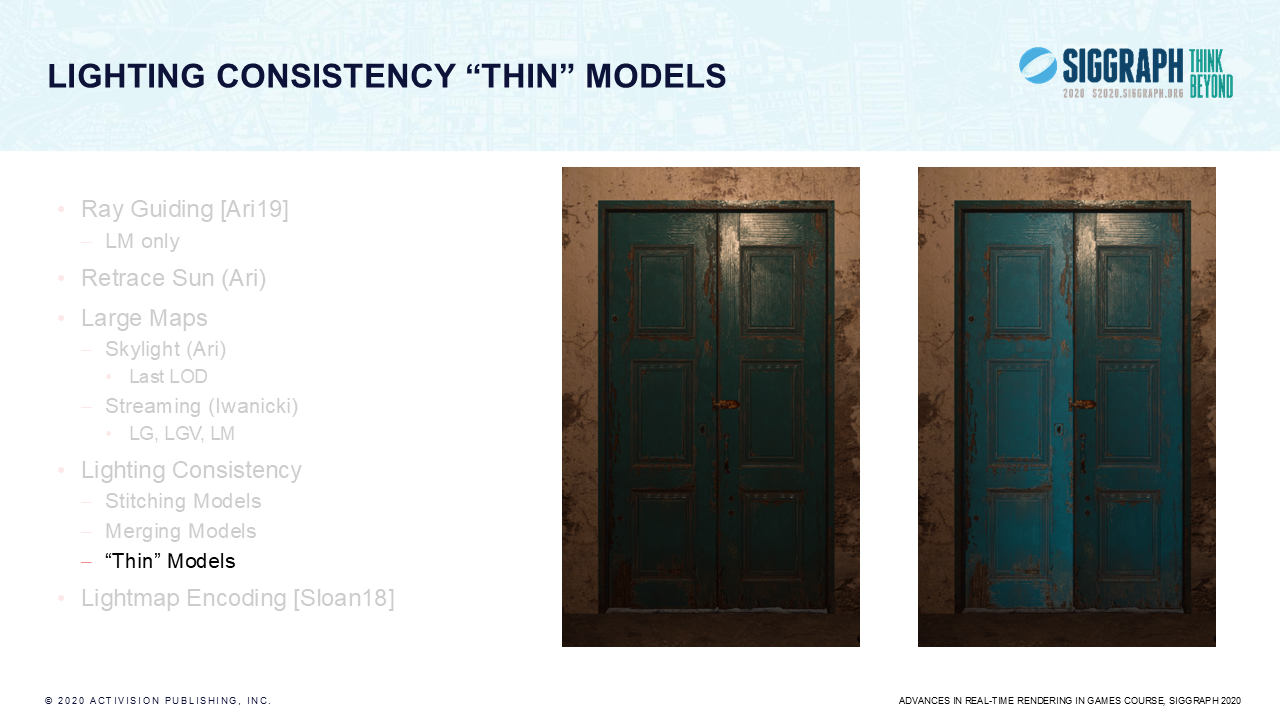 LIGHTING CONSISTENCY “THIN” MODELS
SIGGRAPH
THINK
BEYOND
2020 S2020.SIGGRAPH.ORG
• Ray Guiding [Ari19]
– LM only
• Retrace Sun (Ari)
• Large Maps
– Skylight (Ari)
• Last LOD
– Streaming (Iwanicki)
• LG, LGV, LM
• Lighting Consistency
– Stitching Models
– Merging Models
– “Thin” Models
• Lightmap Encoding [Sloan18]
© 2020 ACTIVISION PUBLISHING, INC.
ADVANCES IN REAL-TIME RENDERING IN GAMES COURSE, SIGGRAPH 2020